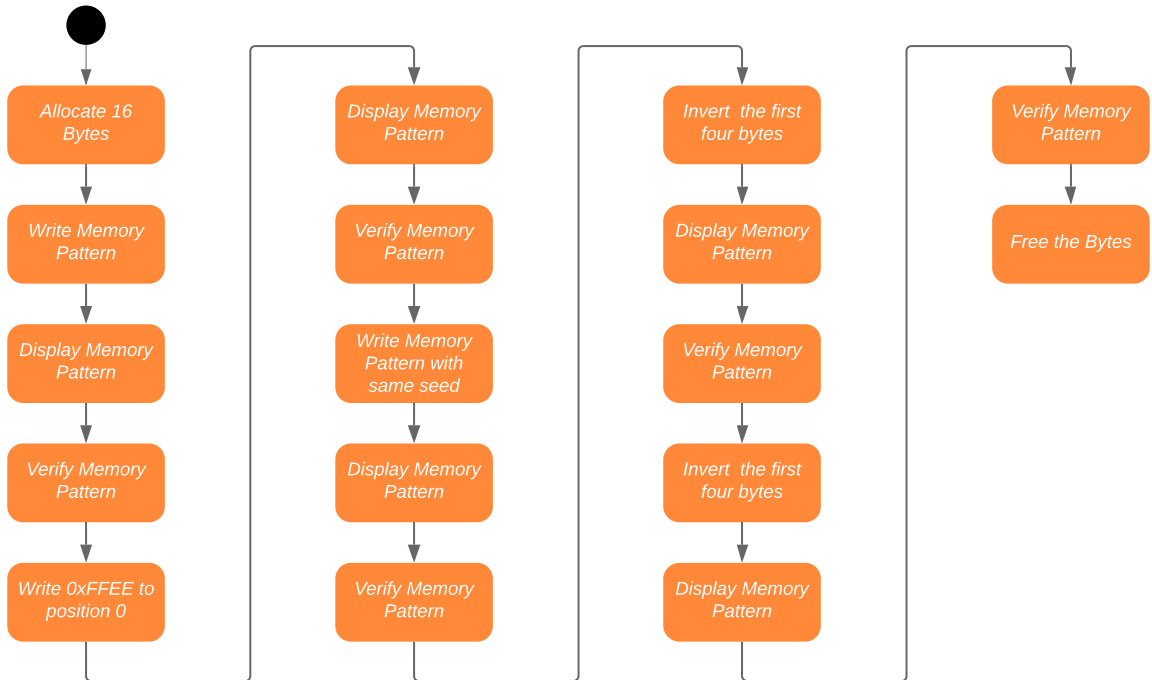 Allocate 16
Bytes
Write Memory
Pattern
Display Memory
Pattern
Verify Memory
Pattern
Write 0xFFEE to
position 0
Display Memory
Pattern
Verify Memory
Pattern
Write Memory
Pattern with
same seed
Display Memory
Pattern
Verify Memory
Pattern
Invert  the first
four bytes
Display Memory
Pattern
Verify Memory
Pattern
Invert  the first
four bytes
Display Memory
Pattern
Verify Memory
Pattern
Free the Bytes